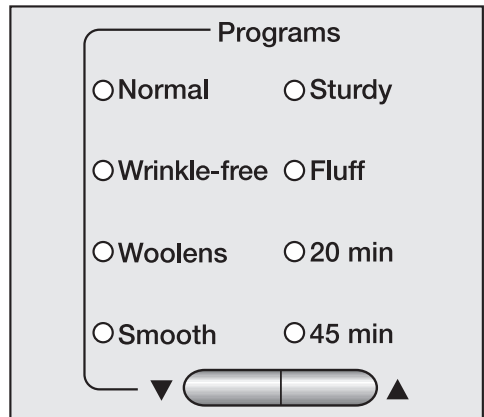 Programs
Normal
Sturdy
Wrinkle-free
Fluff
Woolens
20 min
Smooth
45 min